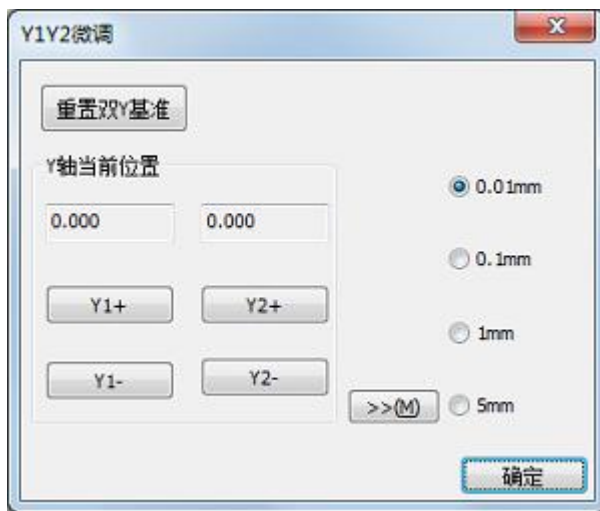 Y1Y2微调
重置双Y基准
Y轴当前位置
0.000 0.000
Y1+ Y2+
Y1- Y2-
0.01mm
0.1mm
1mm
>>(M) 5mm
确定